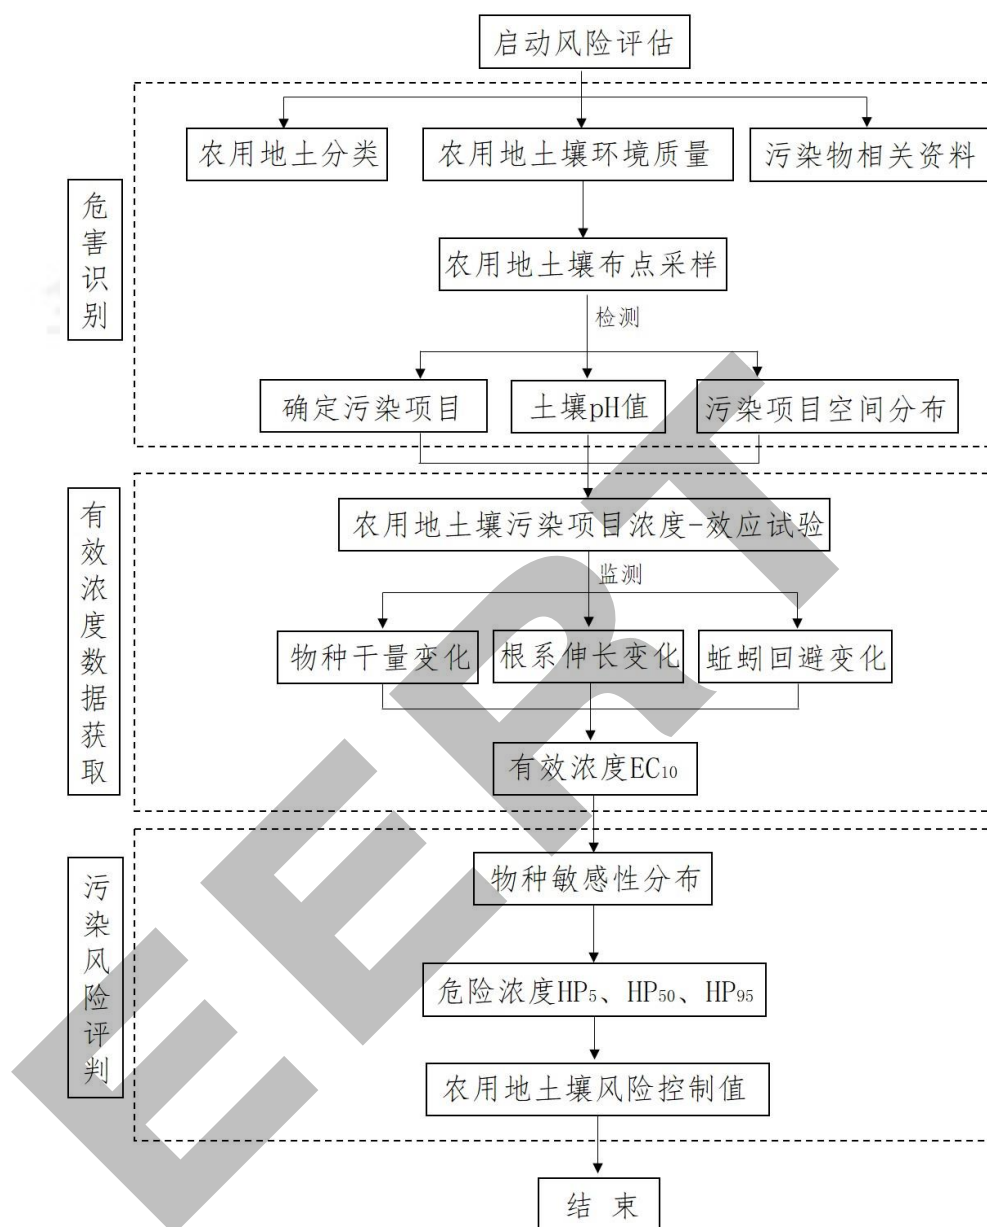 启动风险评估
农用地土分类
农用地土壤环境质量
污染物相关资料
危害识别
农用地土壤布点采样
检测
确定污染项目
土壤pH值
污染项目空间分布
有效浓度数据获取
农用地土壤污染项目浓度-效应试验
监测
物种干量变化
根系伸长变化
蚯蚓回避变化
有效浓度EC₁₀
污染风险评判
物种敏感性分布
危险浓度HP₅、HP₅₀、HP₉₅
农用地土壤风险控制值
结 束
EERT